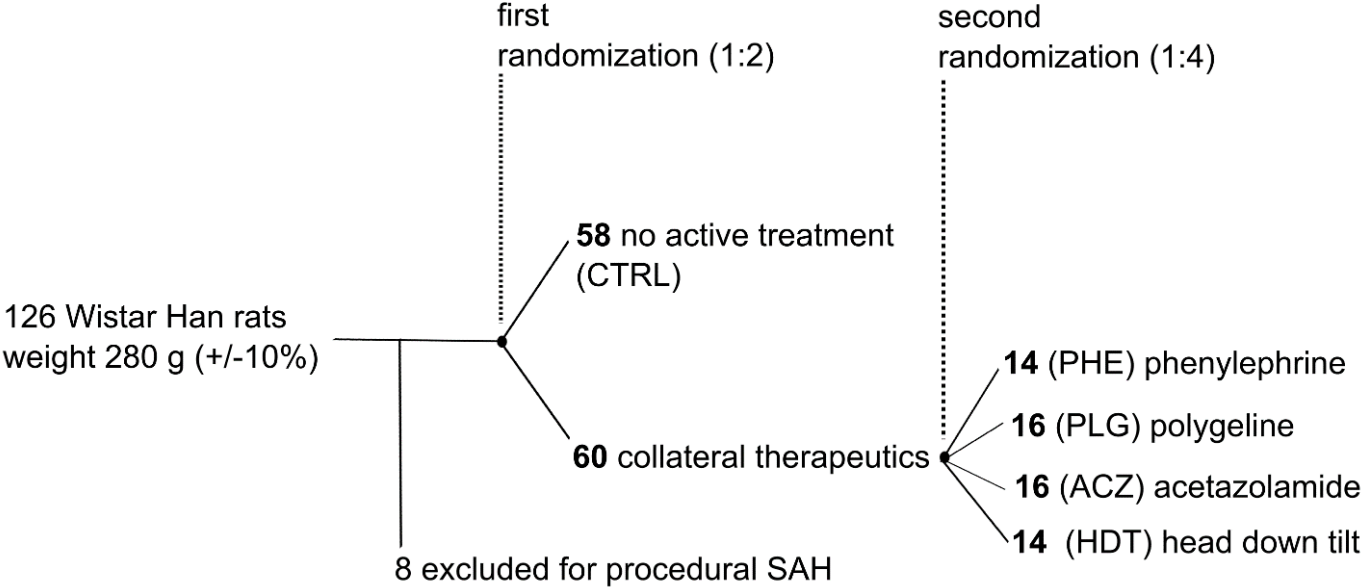 first
randomization (1:2)
second
randomization (1:4)
58 no active treatment
(CTRL)
126 Wistar Han rats
weight 280 g (+/-10%)
14 (PHE) phenylephrine
16 (PLG) polygeline
60 collateral therapeutics
16 (ACZ) acetazolamide
14 (HDT) head down tilt
8 excluded for procedural SAH